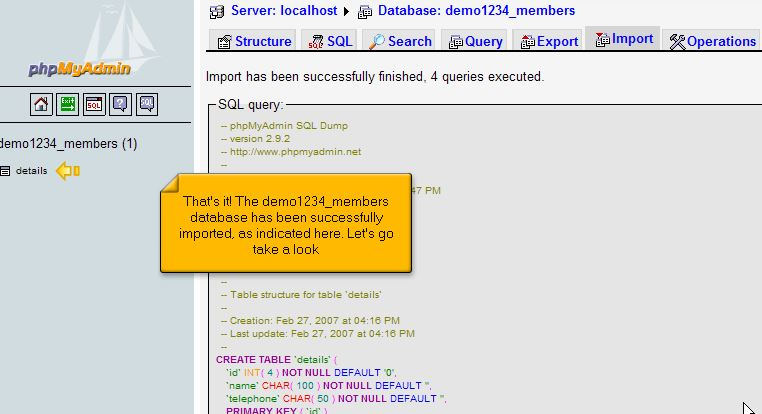 Server: localhost Database: demo1234_members
Structure SQL Search Query Export Import Operations
phpMyAdmin
SQL ? SQL
demo1234_members (1)
details
Import has been successfully finished, 4 queries executed.
SQL query:
-- phpMyAdmin SQL Dump
-- version 2.9.2
-- http://www.phpmyadmin.net
--
47 PM
That's it! The demo1234_members
database has been successfully
imported, as indicated here. Let's go
take a look
--
-- Table structure for table `details`
--
-- Creation: Feb 27, 2007 at 04:16 PM
-- Last update: Feb 27, 2007 at 04:16 PM
--
CREATE TABLE `details` (
`id` INT( 4 ) NOT NULL DEFAULT '0',
`name` CHAR( 100 ) NOT NULL DEFAULT '',
`telephone` CHAR( 50 ) NOT NULL DEFAULT '',
PRIMARY KEY ( `id` )